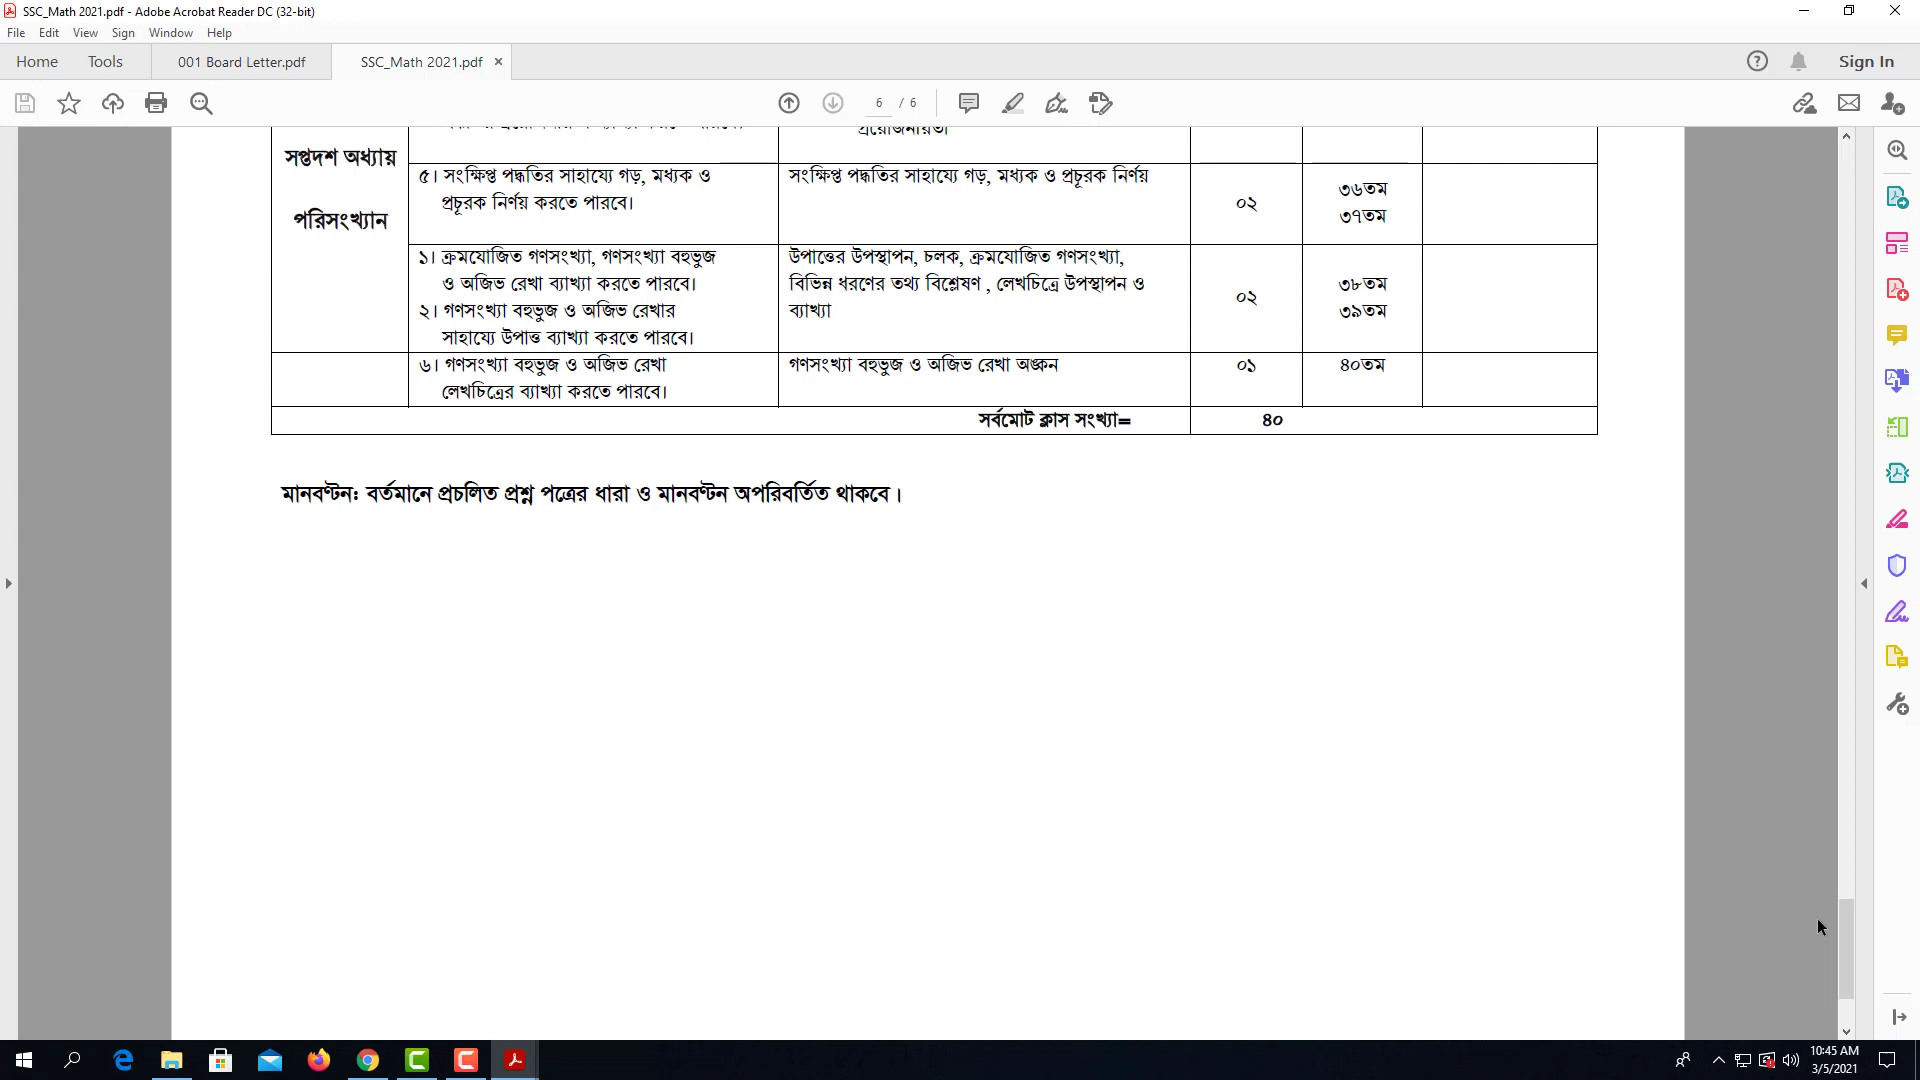 SSC_Math 2021.pdf - Adobe Acrobat Reader DC (32-bit)
File Edit View Sign Window Help
Home Tools 001 Board Letter.pdf SSC_Math 2021.pdf Sign In
6 / 6
প্রয়োজনীয়তা
সপ্তদশ অধ্যায়
পরিসংখ্যান
৫। সংক্ষিপ্ত পদ্ধতির সাহায্যে গড়, মধ্যক ও
প্রচুরক নির্ণয় করতে পারবে।
সংক্ষিপ্ত পদ্ধতির সাহায্যে গড়, মধ্যক ও প্রচুরক নির্ণয়
০২
৩৬তম
৩৭তম
১। ক্রমযোজিত গণসংখ্যা, গণসংখ্যা বহুভুজ
ও অজিভ রেখা ব্যাখ্যা করতে পারবে।
২। গণসংখ্যা বহুভুজ ও অজিভ রেখার
সাহায্যে উপাত্ত ব্যাখ্যা করতে পারবে।
উপাত্তের উপস্থাপন, চলক, ক্রমযোজিত গণসংখ্যা,
বিভিন্ন ধরণের তথ্য বিশ্লেষণ , লেখচিত্রে উপস্থাপন ও
ব্যাখ্যা
০২
৩৮তম
৩৯তম
৬। গণসংখ্যা বহুভুজ ও অজিভ রেখা
লেখচিত্রের ব্যাখ্যা করতে পারবে।
গণসংখ্যা বহুভুজ ও অজিভ রেখা অঙ্কন
০১
৪০তম
সর্বমোট ক্লাস সংখ্যা= ৪০
মানবণ্টন: বর্তমানে প্রচলিত প্রশ্ন পত্রের ধারা ও মানবণ্টন অপরিবর্তিত থাকবে।
10:45 AM
3/5/2021